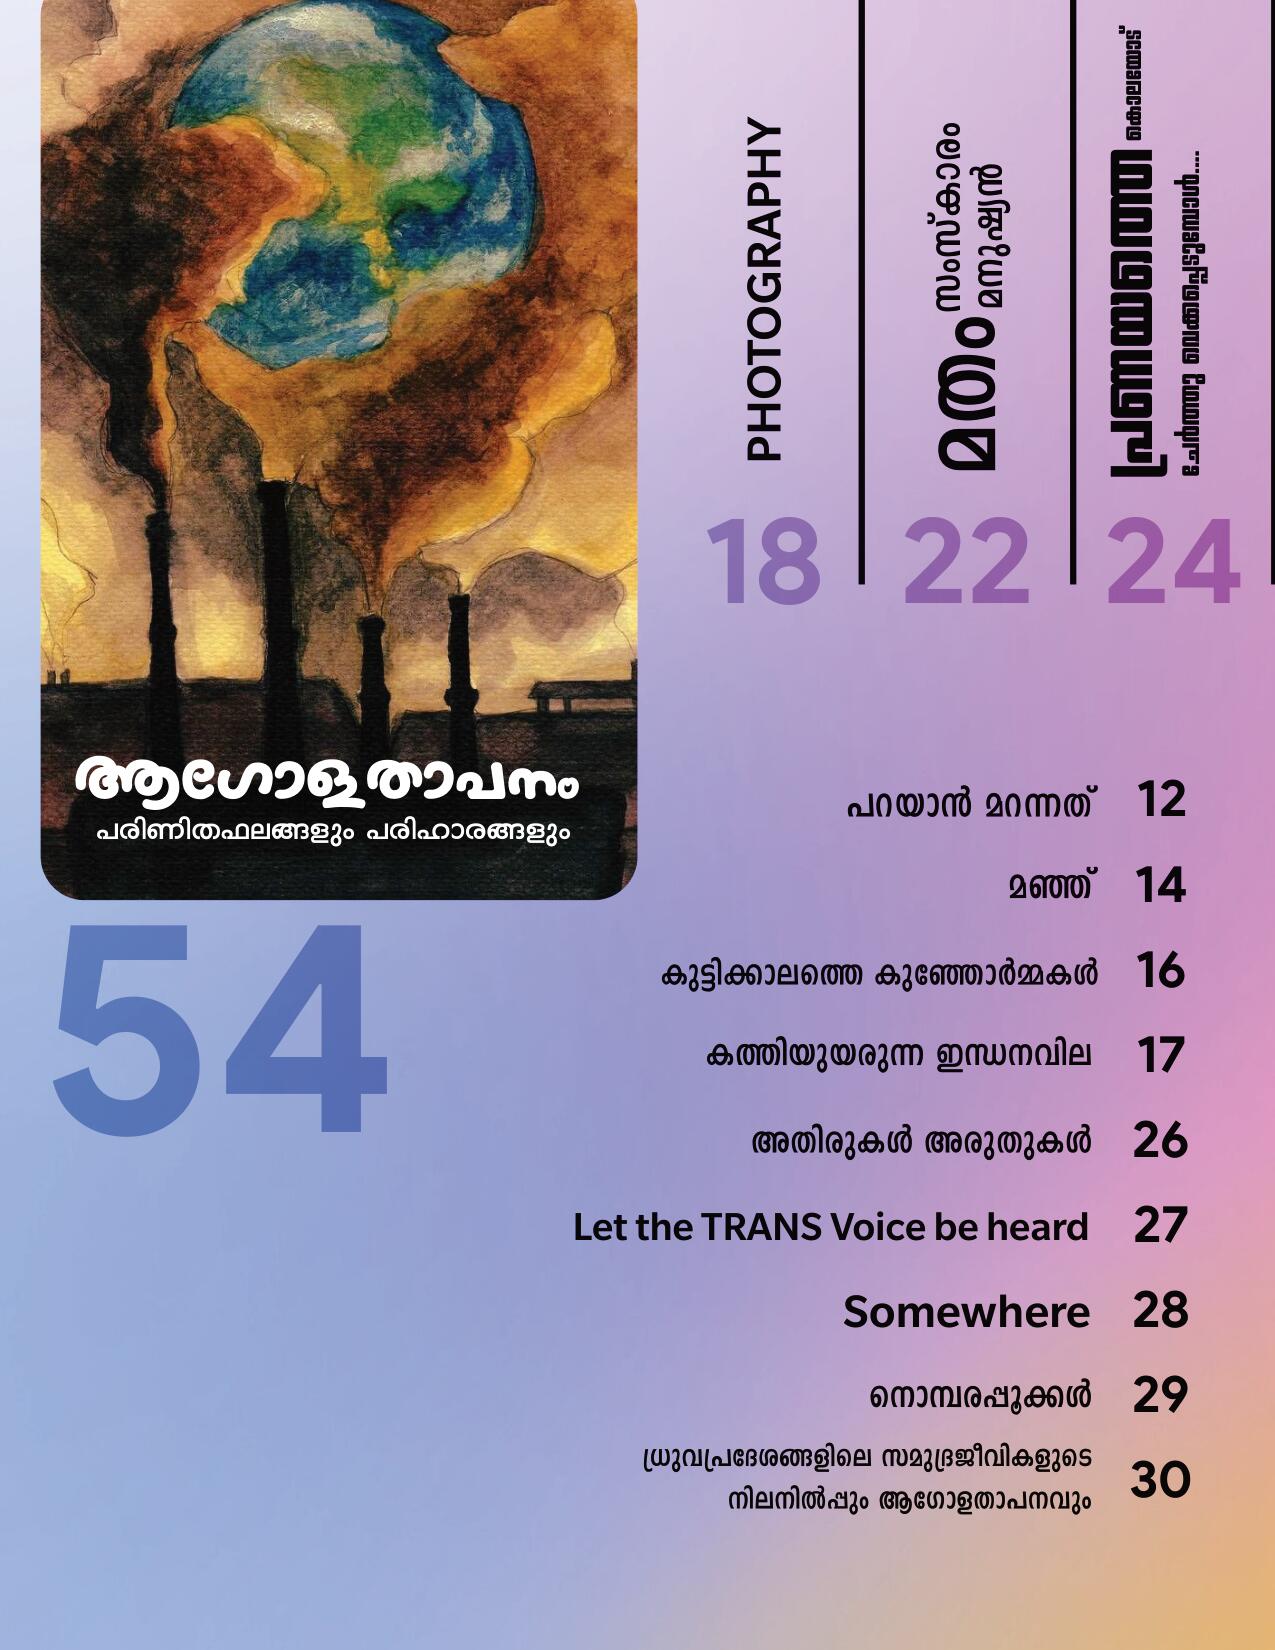 PHOTOGRAPHY
18
മതം സംസ്കാരം
മനുഷ്യൻ
22
പ്രണയത്തെ കൊലയോട്
ചേർത്തു വെക്കപ്പെടുമ്പോൾ....
24
ആഗോള താപനം
പരിണിതഫലങ്ങളും പരിഹാരങ്ങളും
54
പറയാൻ മറന്നത് 12
മഞ്ഞ് 14
കുട്ടിക്കാലത്തെ കുഞ്ഞോർമ്മകൾ 16
കത്തിയുയരുന്ന ഇന്ധനവില 17
അതിരുകൾ അരുതുകൾ 26
Let the TRANS Voice be heard 27
Somewhere 28
നൊമ്പരപ്പൂക്കൾ 29
ധ്രുവപ്രദേശങ്ങളിലെ സമുദ്രജീവികളുടെ
നിലനിൽപ്പും ആഗോളതാപനവും 30